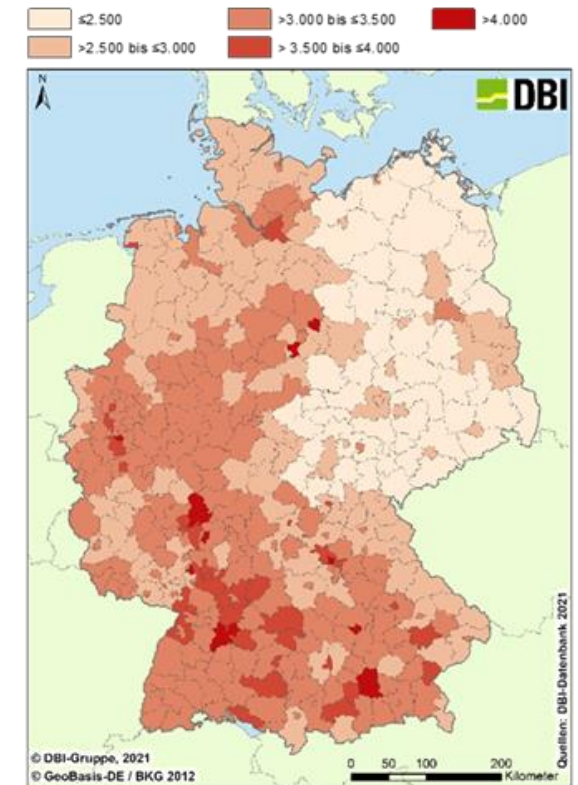 ≤2.500
>3.000 bis ≤3.500
>4.000
>2.500 bis ≤3.000
> 3.500 bis ≤4.000
N
DBI
Quellen: DBI-Datenbank 2021
© DBI-Gruppe, 2021
© GeoBasis-DE / BKG 2012
0 50 100 200
Kilometer